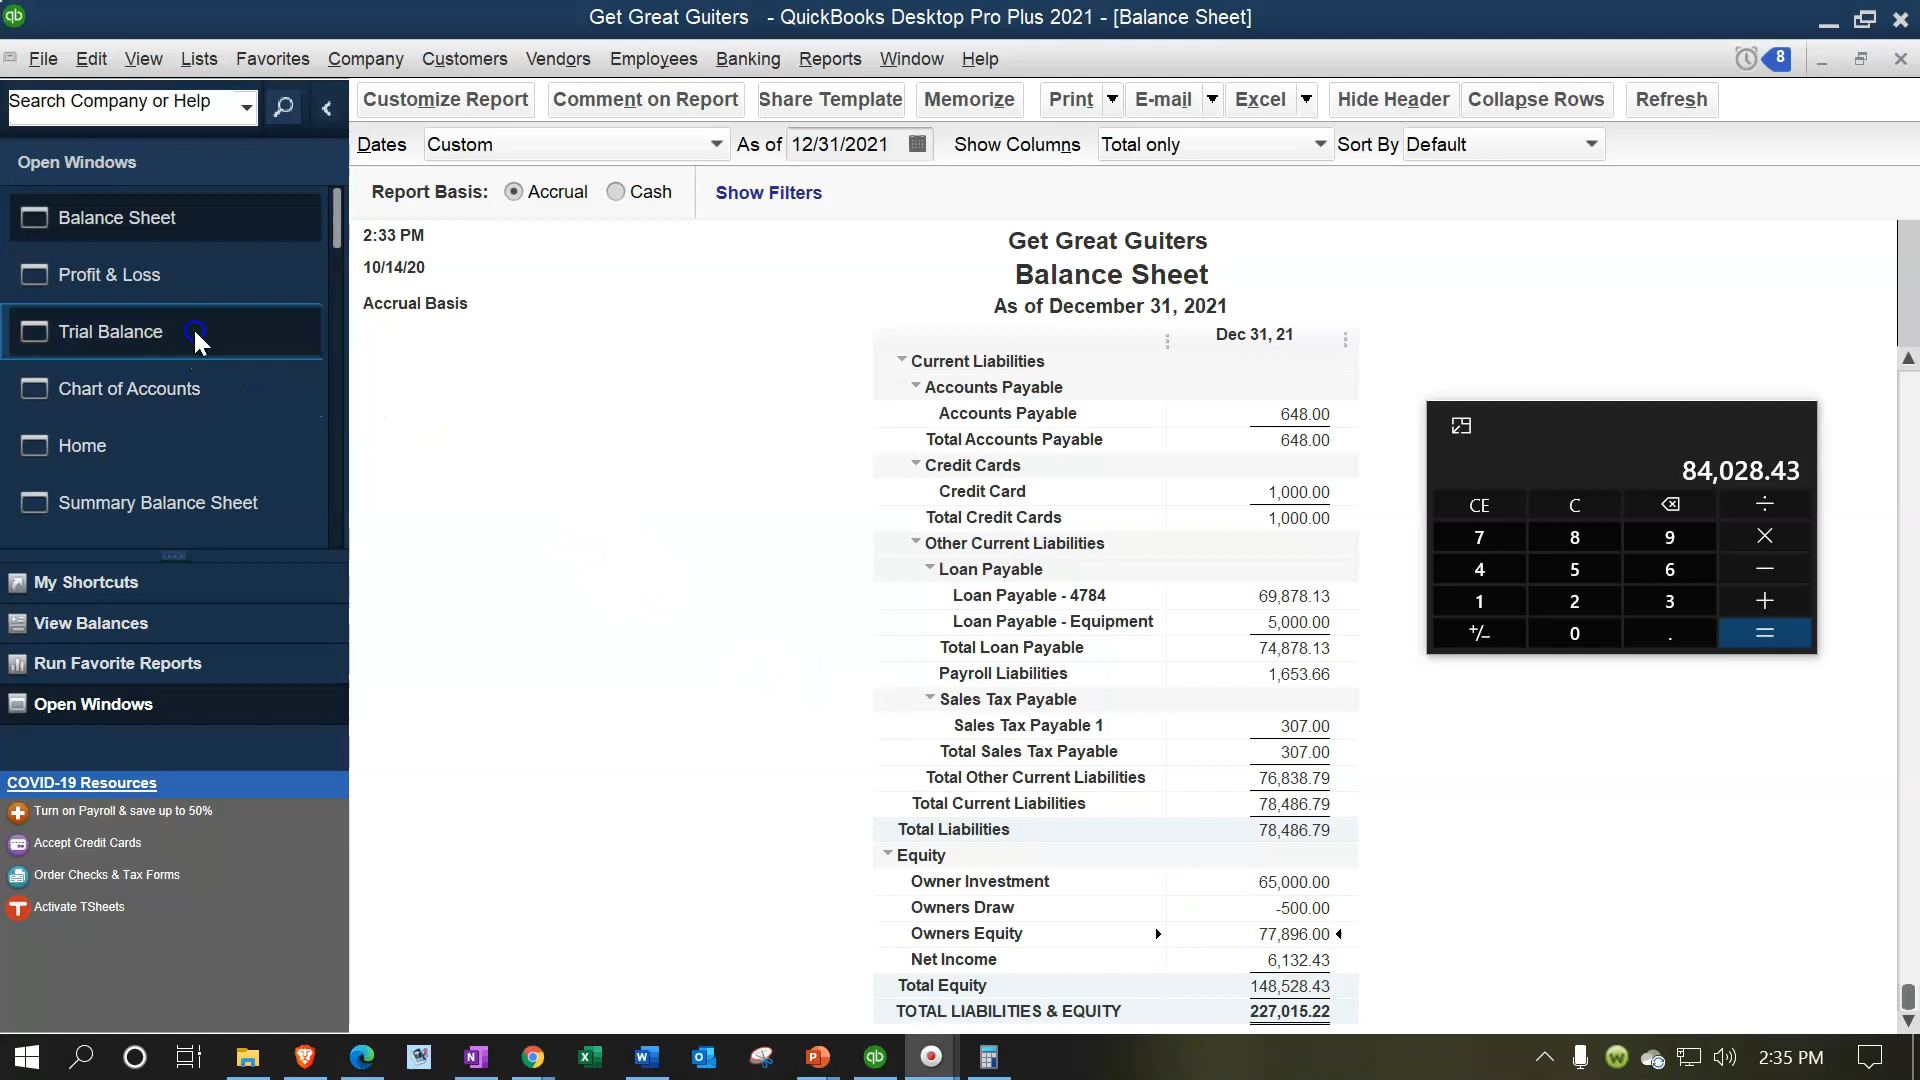 Get Great Guiters - QuickBooks Desktop Pro Plus 2021 - [Balance Sheet]
File Edit View Lists Favorites Company Customers Vendors Employees Banking Reports Window Help
8
Search Company or Help
Customize Report Comment on Report Share Template Memorize Print E-mail Excel Hide Header Collapse Rows Refresh
Dates Custom As of 12/31/2021 Show Columns Total only Sort By Default
Report Basis: Accrual Cash Show Filters
Open Windows
Balance Sheet
Profit & Loss
Trial Balance
Chart of Accounts
Home
Summary Balance Sheet
My Shortcuts
View Balances
Run Favorite Reports
Open Windows
COVID-19 Resources
Turn on Payroll & save up to 50%
Accept Credit Cards
Order Checks & Tax Forms
Activate TSheets
2:33 PM
10/14/20
Accrual Basis
Get Great Guiters
Balance Sheet
As of December 31, 2021
Dec 31, 21
Current Liabilities
Accounts Payable
Accounts Payable 648.00
Total Accounts Payable 648.00
Credit Cards
Credit Card 1,000.00
Total Credit Cards 1,000.00
Other Current Liabilities
Loan Payable
Loan Payable - 4784 69,878.13
Loan Payable - Equipment 5,000.00
Total Loan Payable 74,878.13
Payroll Liabilities 1,653.66
Sales Tax Payable
Sales Tax Payable 1 307.00
Total Sales Tax Payable 307.00
Total Other Current Liabilities 76,838.79
Total Current Liabilities 78,486.79
Total Liabilities 78,486.79
Equity
Owner Investment 65,000.00
Owners Draw -500.00
Owners Equity 77,896.00
Net Income 6,132.43
Total Equity 148,528.43
TOTAL LIABILITIES & EQUITY 227,015.22
84,028.43
CE C ÷
7 8 9 ×
4 5 6 −
1 2 3 +
+/− 0 . =
2:35 PM